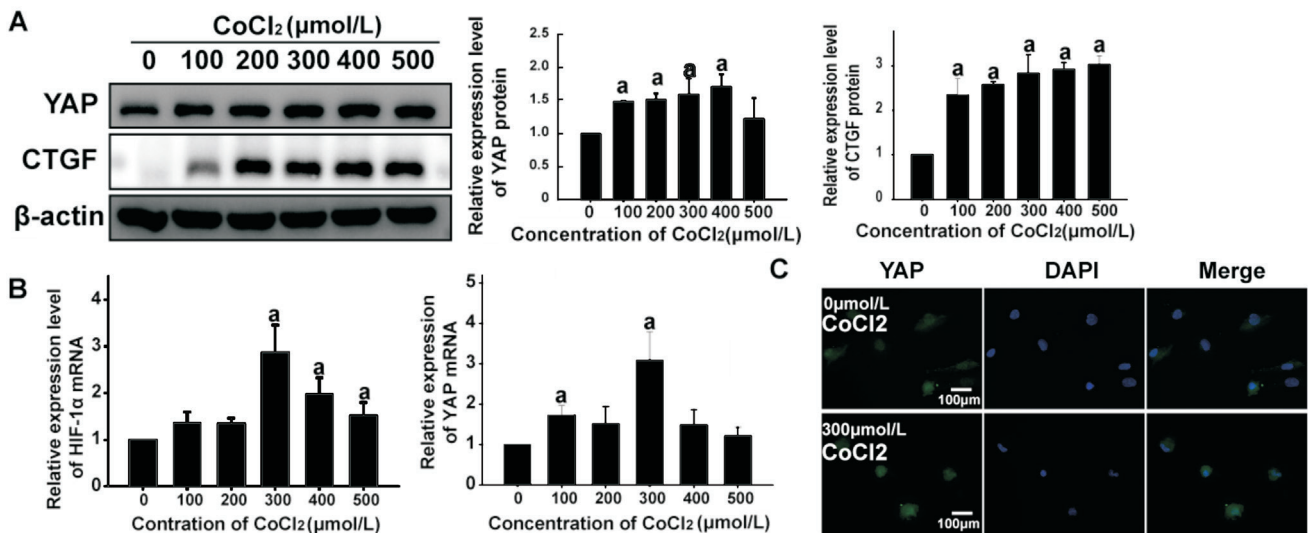 A
CoCl₂ (μmol/L)
0 100 200 300 400 500
YAP
CTGF
β-actin
Relative expression level
of YAP protein
2.5
2.0
1.5
1.0
0.5
0
a a a a
0 100 200 300 400 500
Concentration of CoCl₂(μmol/L)
Relative expression level
of CTGF protein
3
2
1
0
a a a a a
0 100 200 300 400 500
Concentration of CoCl₂(μmol/L)
B
Relative expression level
of HIF-1α mRNA
4
3
2
1
0
a a a
0 100 200 300 400 500
Contration of CoCl₂ (μmol/L)
Relative expression
of YAP mRNA
5
4
3
2
1
0
a a
0 100 200 300 400 500
Concentration of CoCl₂ (μmol/L)
C
YAP DAPI Merge
0μmol/L
CoCl2
100μm 100μm
300μmol/L
CoCl2
100μm 100μm